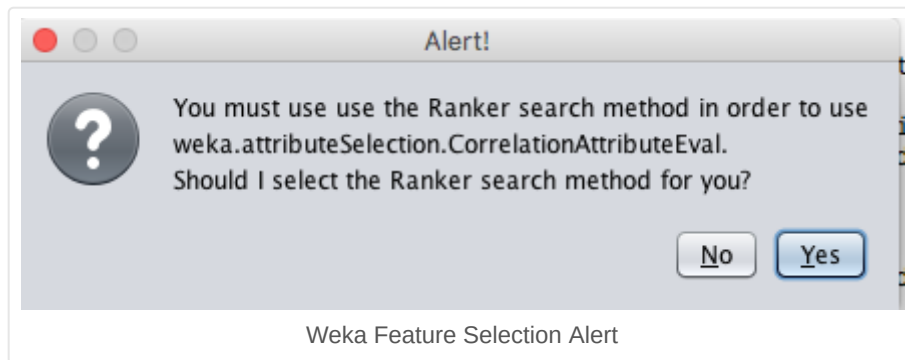 Alert!
You must use use the Ranker search method in order to use
weka.attributeSelection.CorrelationAttributeEval.
Should I select the Ranker search method for you?
No Yes
Weka Feature Selection Alert